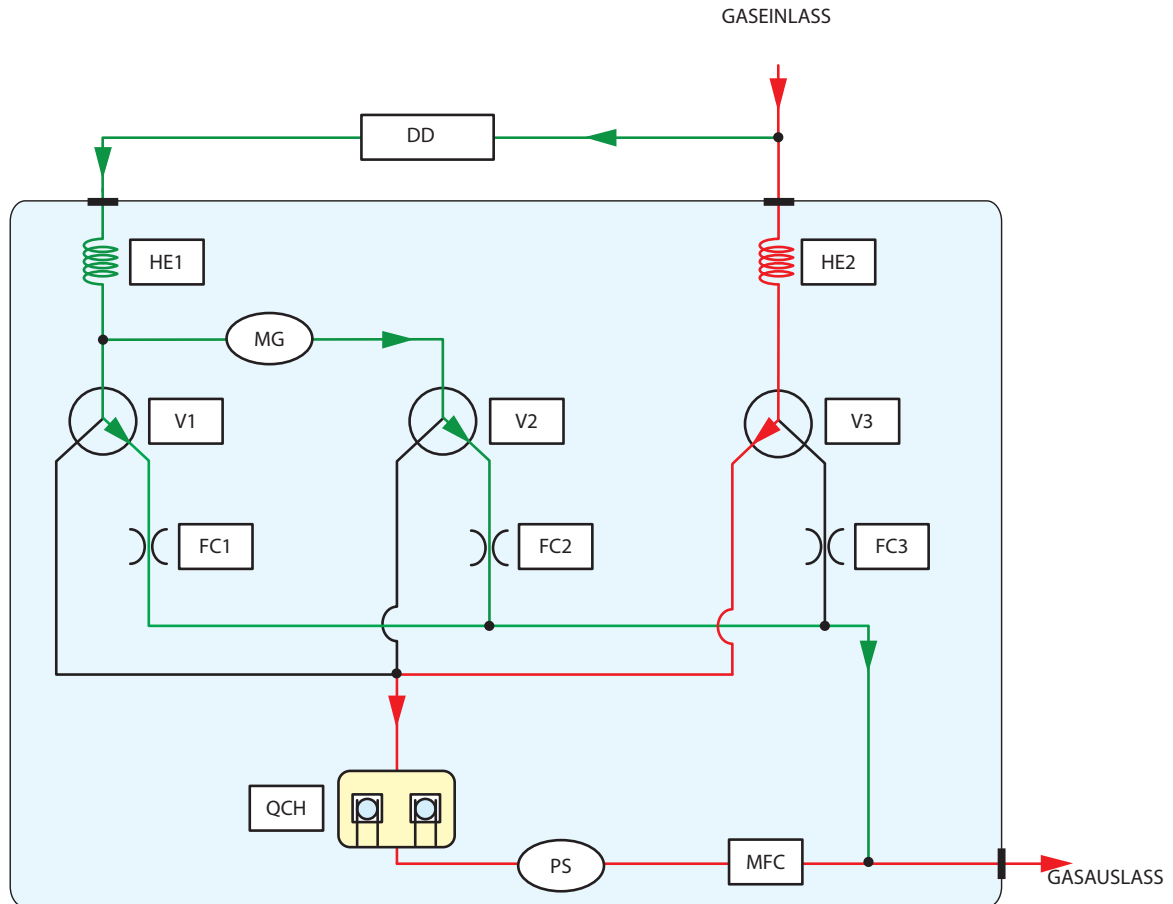 GASEINLASS
DD
HE1
HE2
MG
V1
V2
V3
FC1
FC2
FC3
QCH
PS
MFC
GASAUSLASS